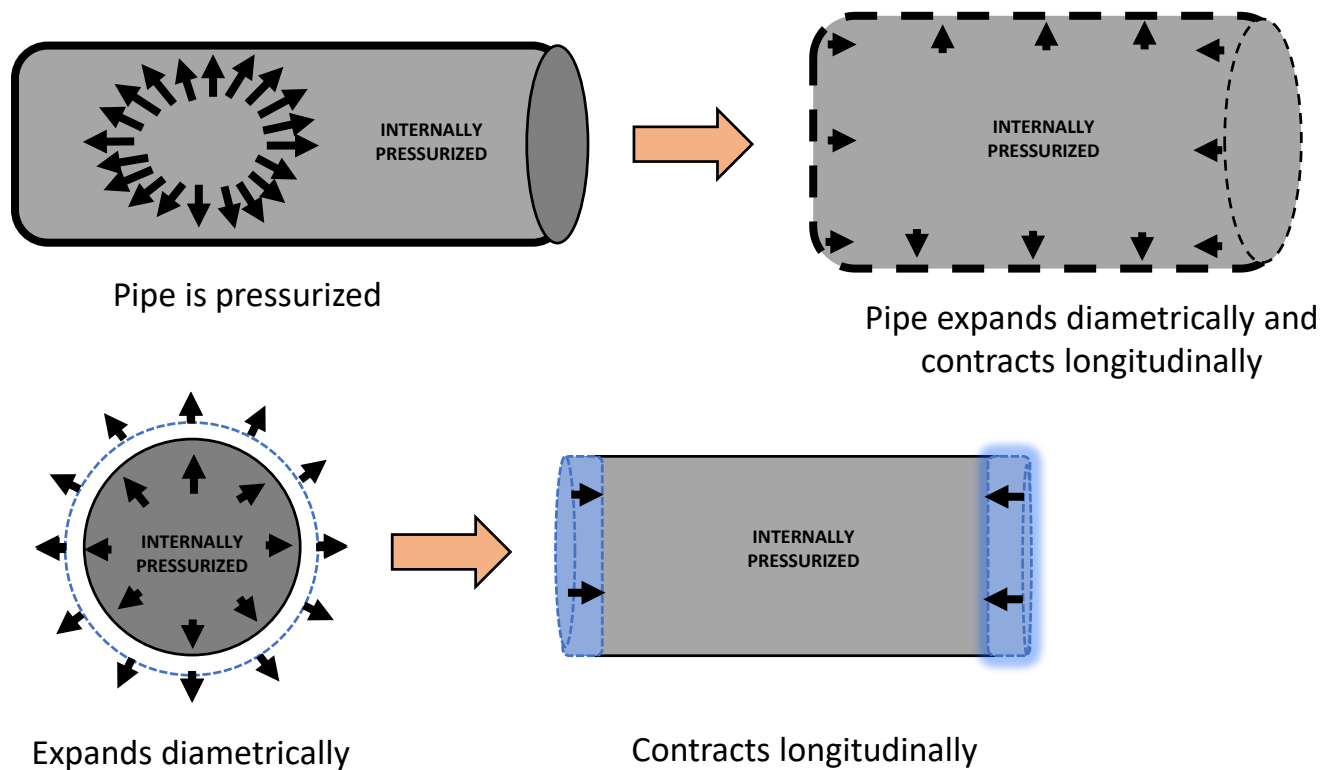 INTERNALLY
PRESSURIZED
INTERNALLY
PRESSURIZED
Pipe is pressurized
Pipe expands diametrically and
contracts longitudinally
INTERNALLY
PRESSURIZED
INTERNALLY
PRESSURIZED
Expands diametrically
Contracts longitudinally